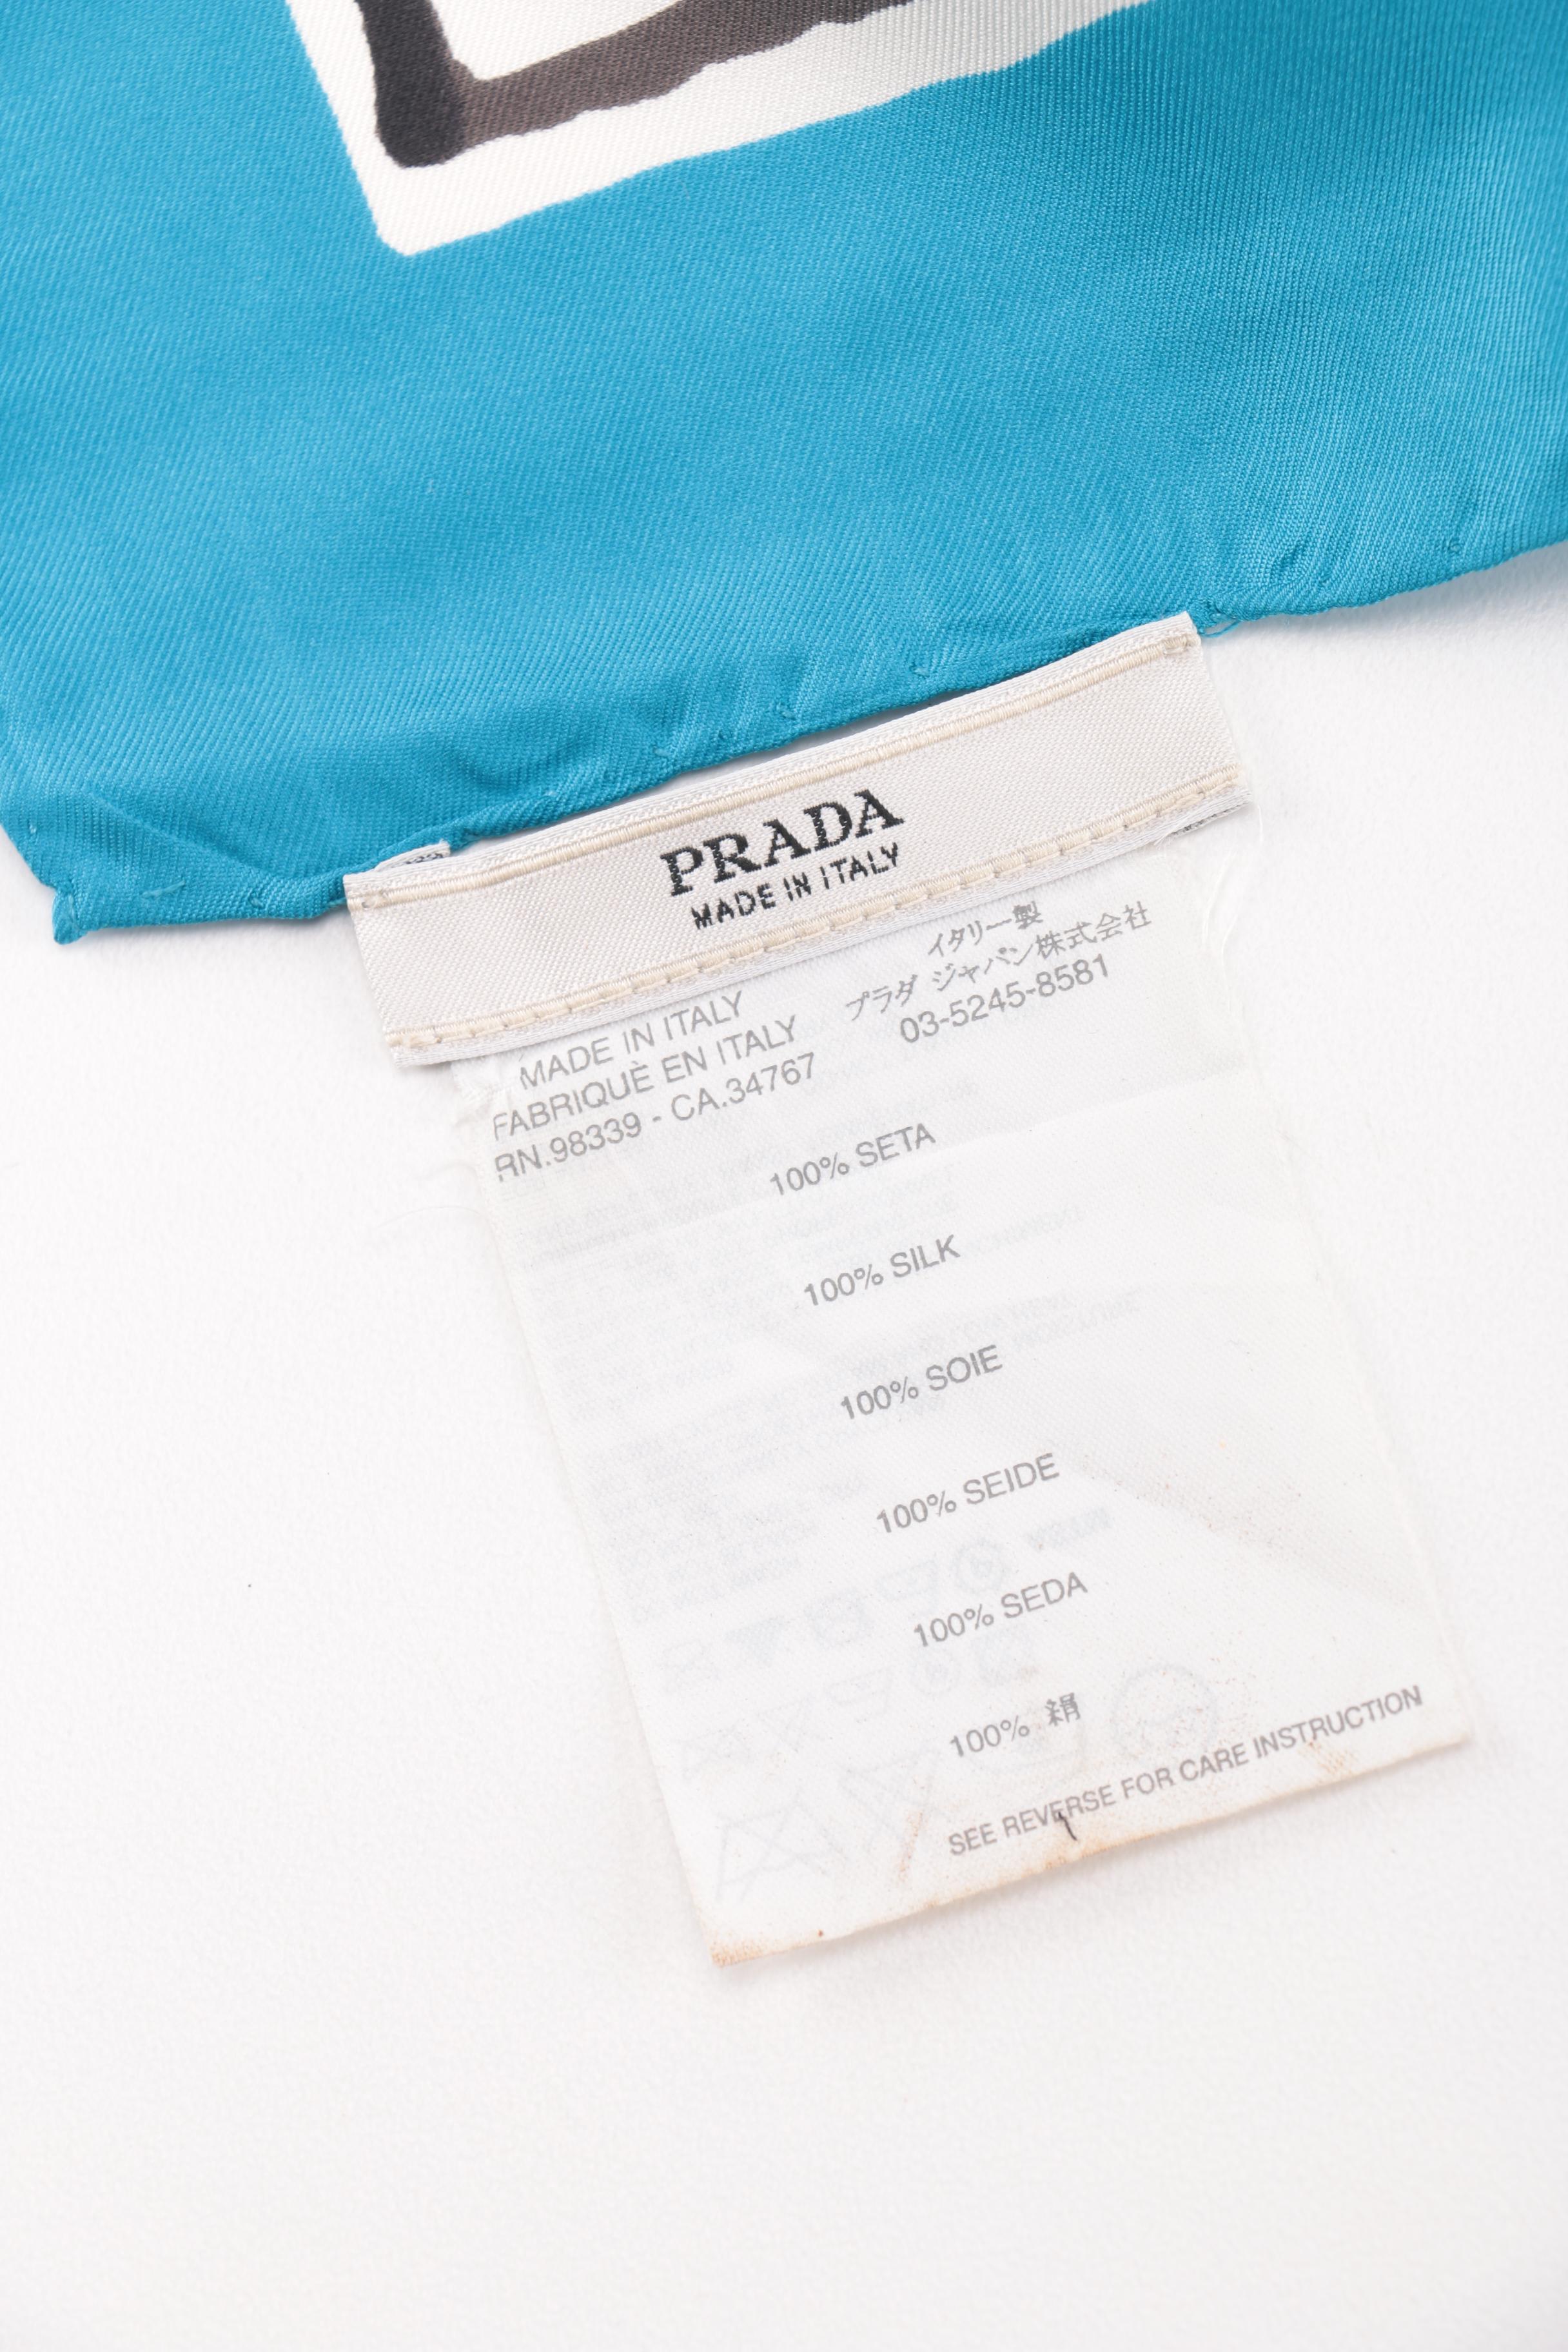 PRADA
MADE IN ITALY
MADE IN ITALY
FABRIQUÈ EN ITALY
RN.98339 - CA.34767
イタリー製
プラダ ジャパン株式会社
03-5245-8581
100% SETA
100% SILK
100% SOIE
100% SEIDE
100% SEDA
100% 絹
SEE REVERSE FOR CARE INSTRUCTION